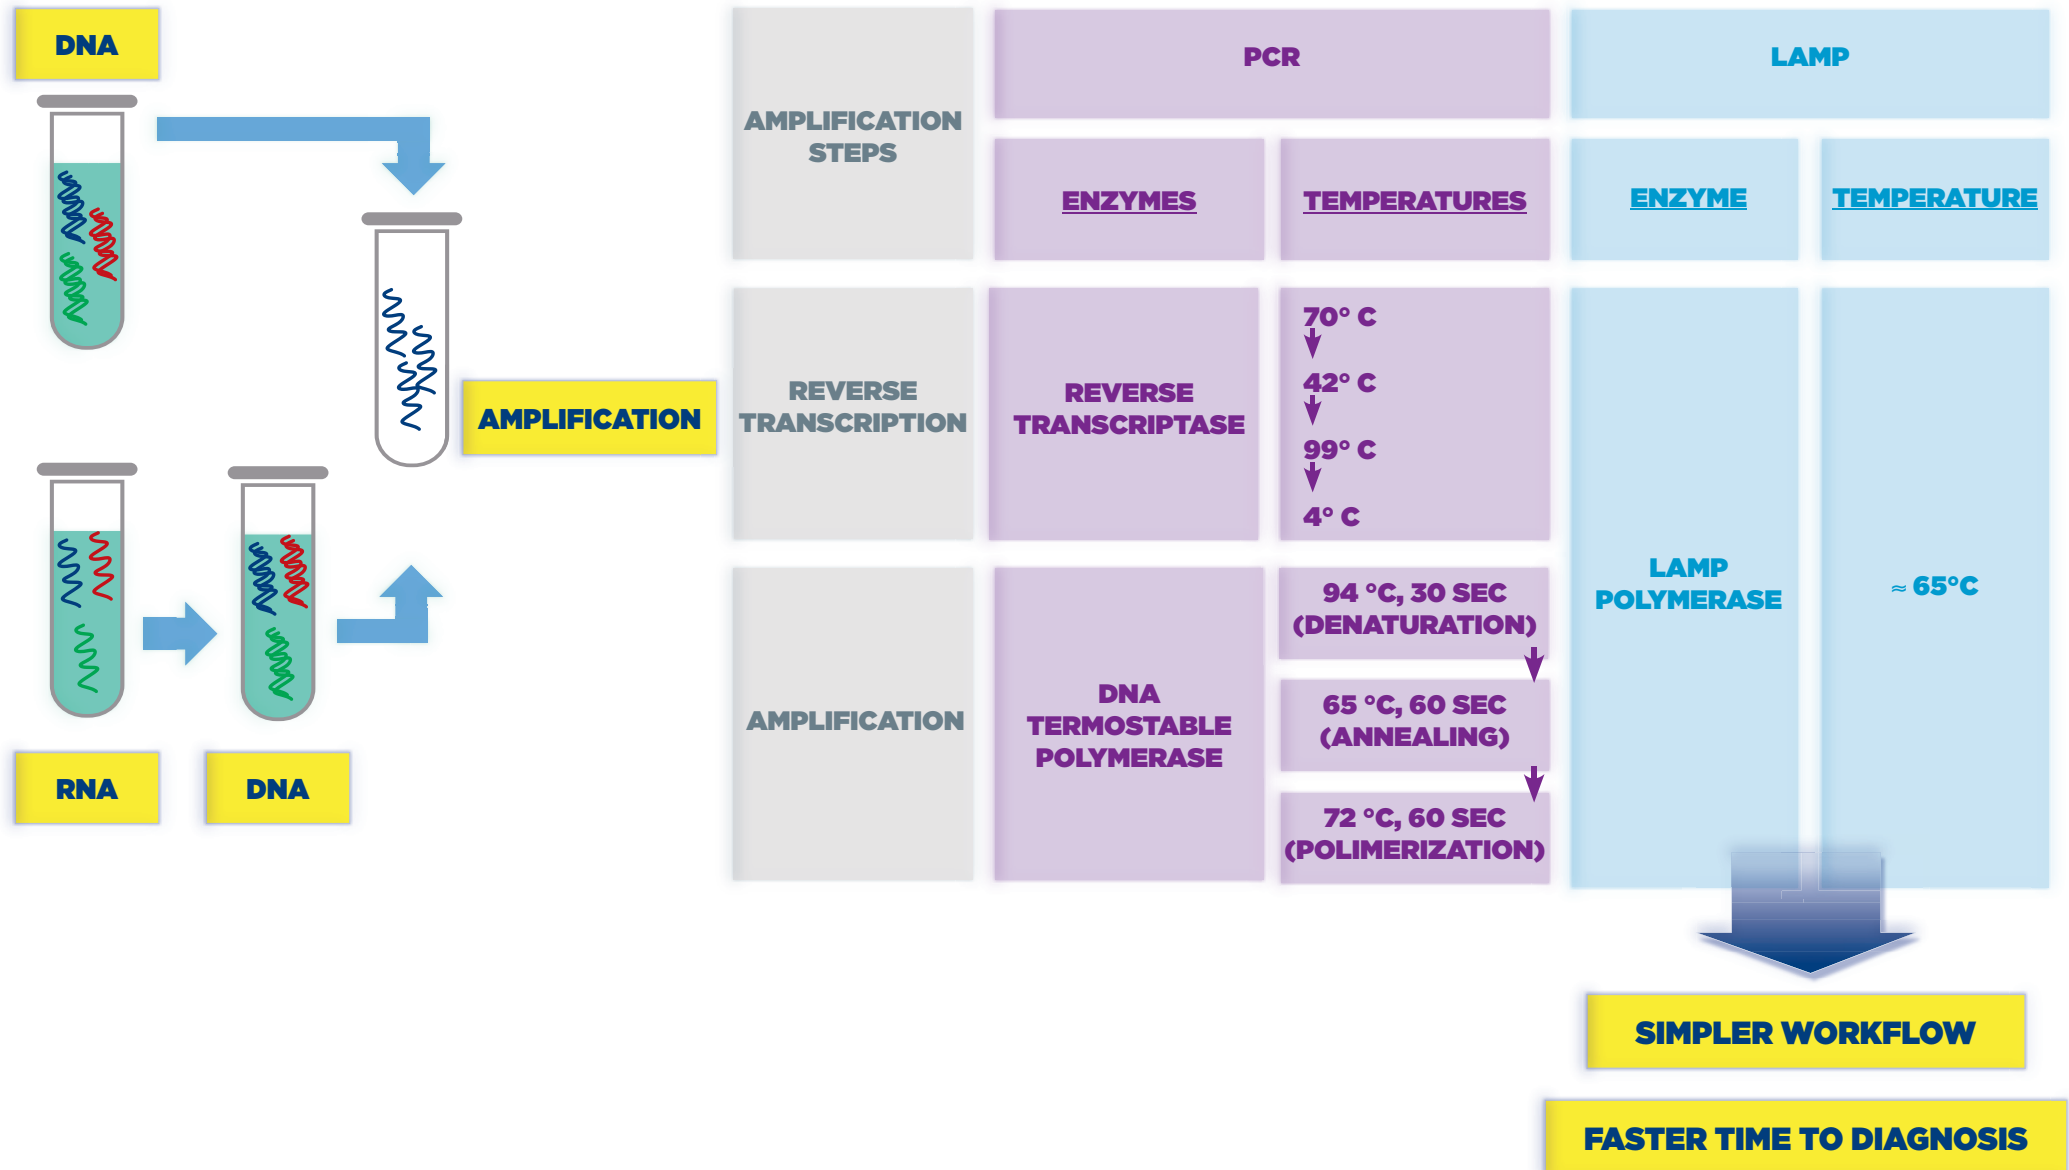 DNA
RNA
DNA
AMPLIFICATION
AMPLIFICATION
STEPS
PCR
LAMP
ENZYMES
TEMPERATURES
ENZYME
TEMPERATURE
REVERSE
TRANSCRIPTION
REVERSE
TRANSCRIPTASE
70° C
42° C
99° C
4° C
AMPLIFICATION
DNA
TERMOSTABLE
POLYMERASE
94 °C, 30 SEC
(DENATURATION)
65 °C, 60 SEC
(ANNEALING)
72 °C, 60 SEC
(POLIMERIZATION)
LAMP
POLYMERASE
≈ 65°C
SIMPLER WORKFLOW
FASTER TIME TO DIAGNOSIS